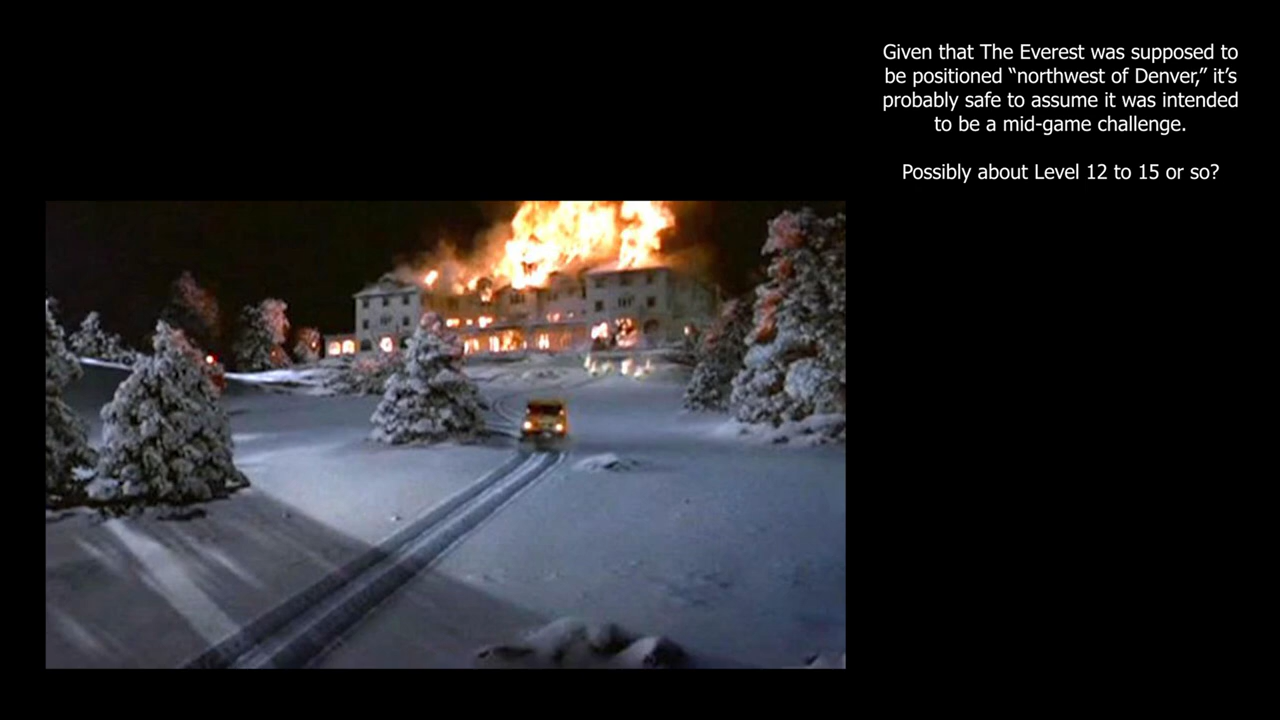 Given that The Everest was supposed to
be positioned “northwest of Denver,” it’s
probably safe to assume it was intended
to be a mid-game challenge.
Possibly about Level 12 to 15 or so?